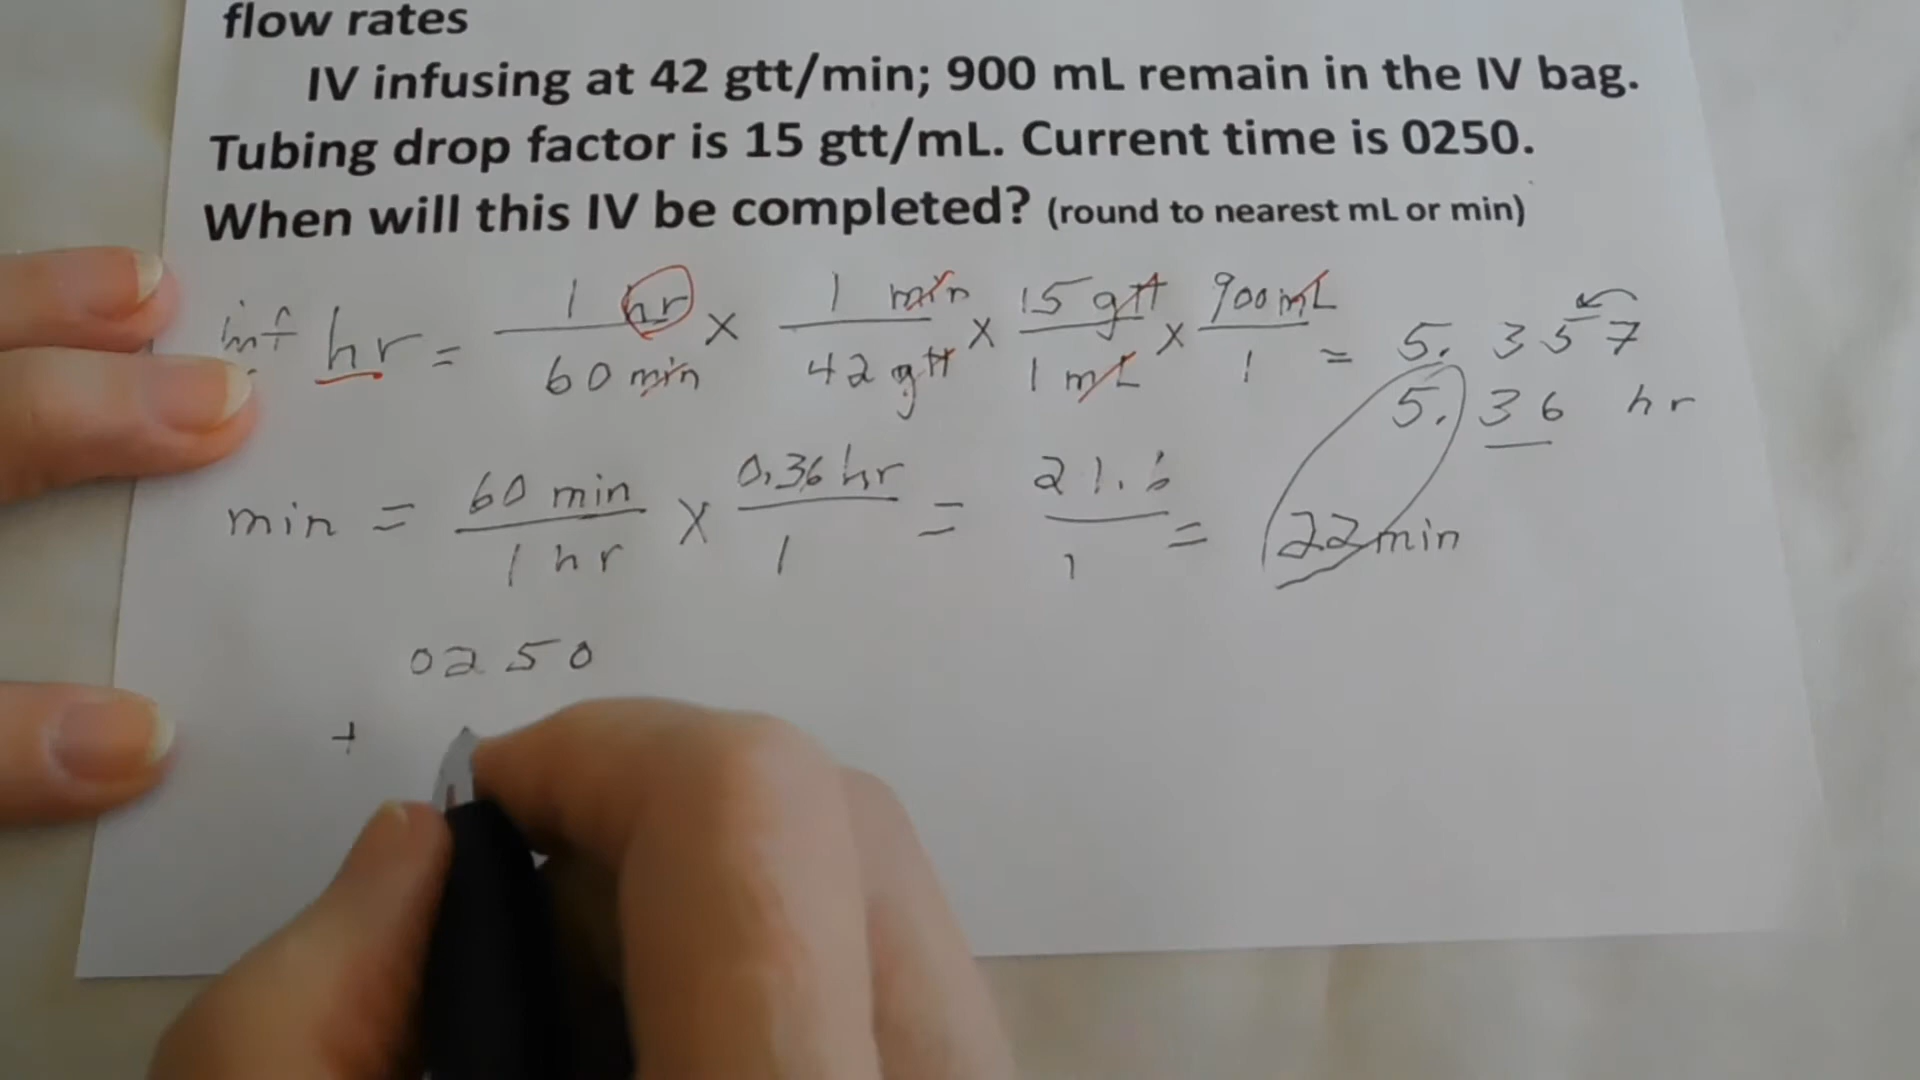 flow rates
IV infusing at 42 gtt/min; 900 mL remain in the IV bag.
Tubing drop factor is 15 gtt/mL. Current time is 0250.
When will this IV be completed? (round to nearest mL or min)
inf hr = 1 hr / 60 min X 1 min / 42 gtt X 15 gtt / 1 mL X 900 mL / 1 = 5.357
5.36 hr
min = 60 min / 1 hr X 0.36 hr / 1 = 21.6 / 1 = 22 min
0250
+